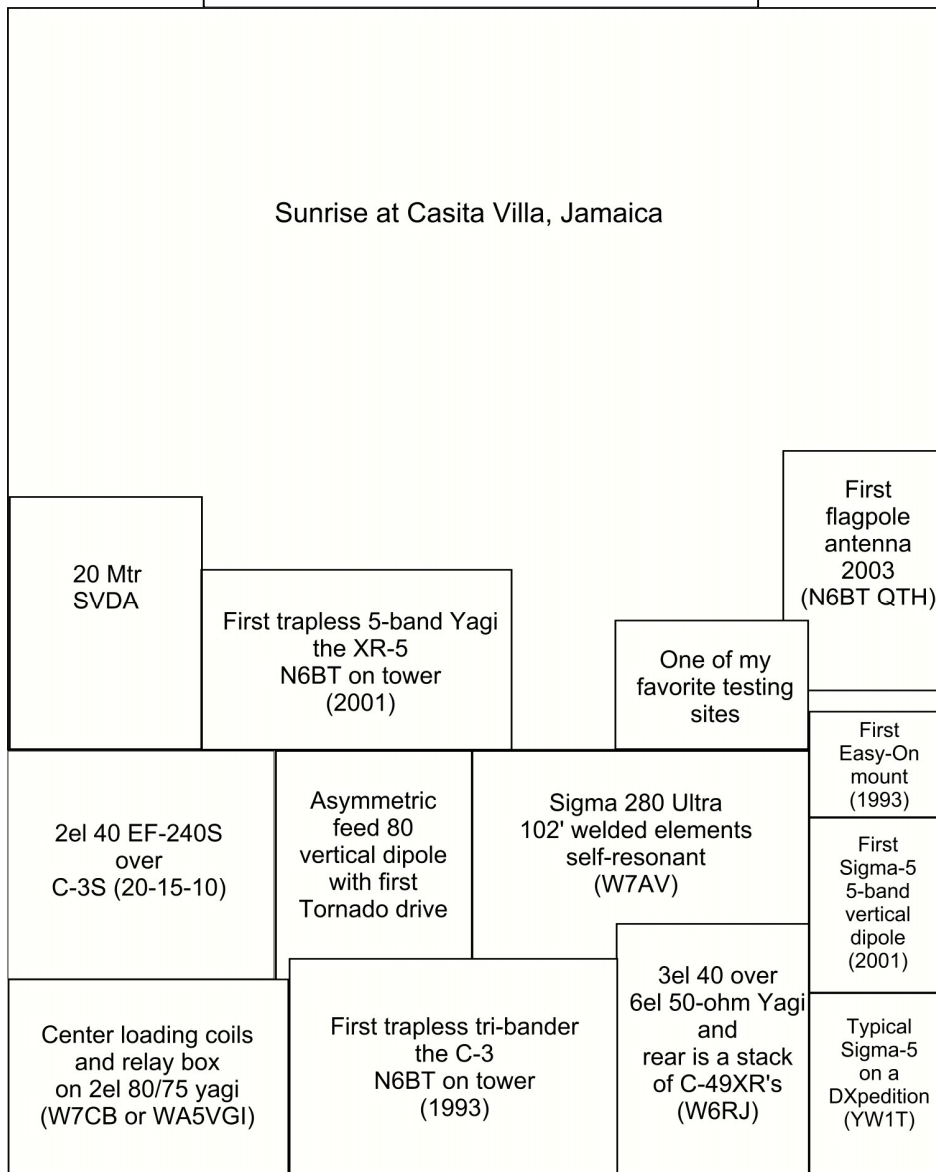 Sunrise at Casita Villa, Jamaica
First
flagpole
antenna
2003
(N6BT QTH)
20 Mtr
SVDA
First trapless 5-band Yagi
the XR-5
N6BT on tower
(2001)
One of my
favorite testing
sites
First
Easy-On
mount
(1993)
2el 40 EF-240S
over
C-3S (20-15-10)
Asymmetric
feed 80
vertical dipole
with first
Tornado drive
Sigma 280 Ultra
102' welded elements
self-resonant
(W7AV)
First
Sigma-5
5-band
vertical
dipole
(2001)
Center loading coils
and relay box
on 2el 80/75 yagi
(W7CB or WA5VGI)
First trapless tri-bander
the C-3
N6BT on tower
(1993)
3el 40 over
6el 50-ohm Yagi
and
rear is a stack
of C-49XR's
(W6RJ)
Typical
Sigma-5
on a
DXpedition
(YW1T)